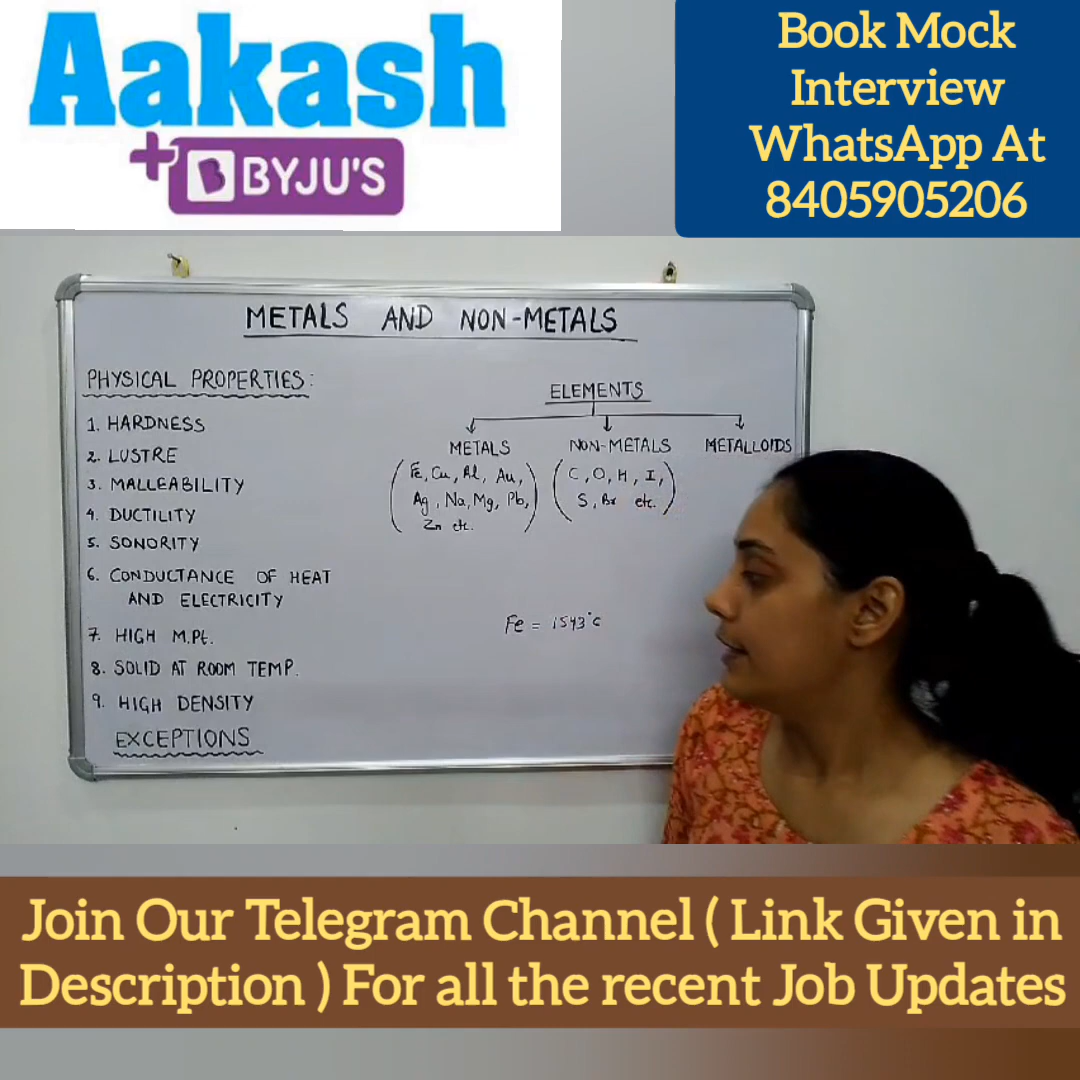 Aakash
+ BYJU'S
Book Mock
Interview
WhatsApp At
8405905206
METALS AND NON-METALS
PHYSICAL PROPERTIES:
1. HARDNESS
2. LUSTRE
3. MALLEABILITY
4. DUCTILITY
5. SONORITY
6. CONDUCTANCE OF HEAT
AND ELECTRICITY
7. HIGH M.Pt.
8. SOLID AT ROOM TEMP.
9. HIGH DENSITY
EXCEPTIONS
ELEMENTS
METALS
(Fe, Cu, Al, Au,
Ag, Na, Mg, Pb,
Zn etc.)
NON-METALS
(C, O, H, I,
S, Br etc.)
METALLOIDS
Fe = 1543°C
Join Our Telegram Channel ( Link Given in
Description ) For all the recent Job Updates